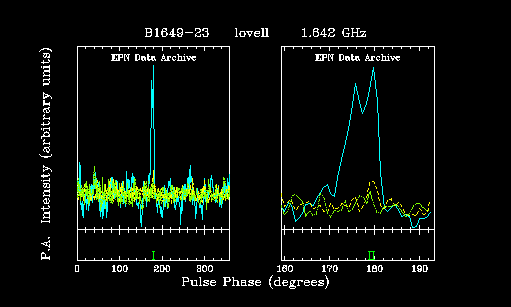 B1649-23 lovell 1.642 GHz
EPN Data Archive EPN Data Archive
P.A. Intensity (arbitrary units)
0 100 200 300 160 170 180 190
Pulse Phase (degrees)